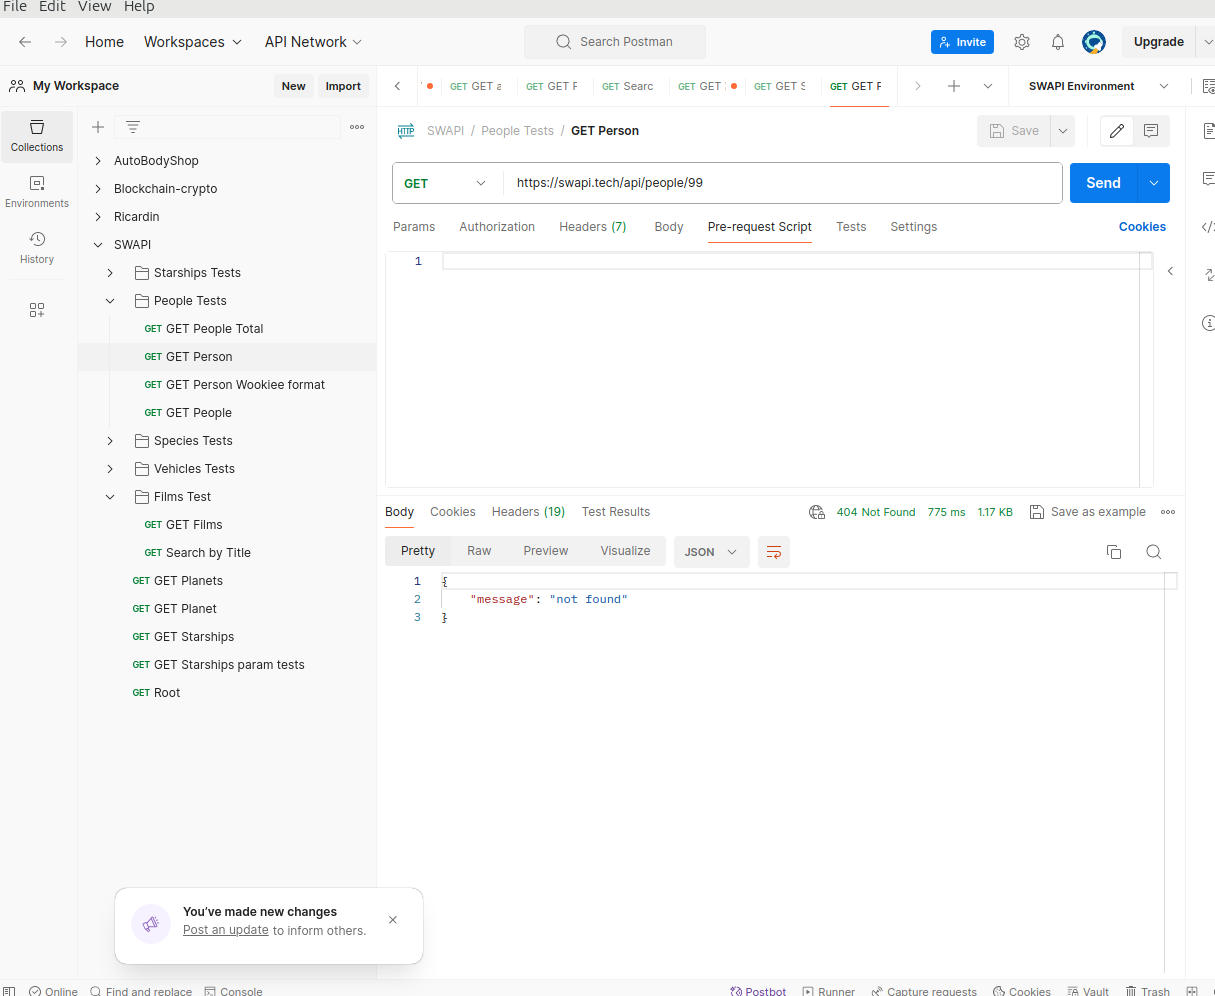 File Edit View Help
Home Workspaces API Network Search Postman Invite Upgrade
My Workspace New Import GET GET F Searc GET GET S GET F SWAPI Environment
Collections
Environments
History
AutoBodyShop
Blockchain-crypto
Ricardin
SWAPI
Starships Tests
People Tests
GET GET People Total
GET GET Person
GET GET Person Wookiee format
GET GET People
Species Tests
Vehicles Tests
Films Test
GET GET Films
GET Search by Title
GET GET Planets
GET GET Planet
GET GET Starships
GET GET Starships param tests
GET Root
HTTP SWAPI / People Tests / GET Person Save
GET https://swapi.tech/api/people/99 Send
Params Authorization Headers (7) Body Pre-request Script Tests Settings Cookies
1
Body Cookies Headers (19) Test Results 404 Not Found 775 ms 1.17 KB Save as example
Pretty Raw Preview Visualize JSON
1 {
2 "message": "not found"
3 }
You've made new changes
Post an update to inform others.
Online Find and replace Console Postbot Runner Capture requests Cookies Vault Trash